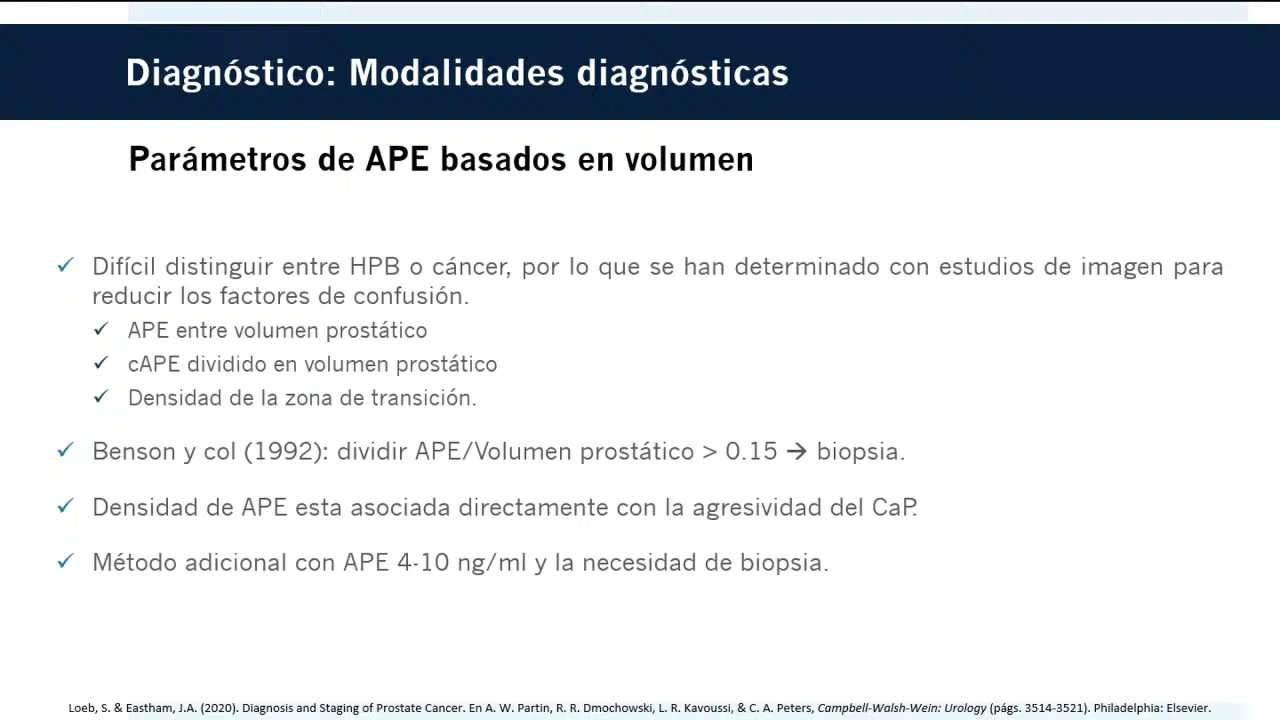 Diagnóstico: Modalidades diagnósticas
Parámetros de APE basados en volumen
✓ Difícil distinguir entre HPB o cáncer, por lo que se han determinado con estudios de imagen para
reducir los factores de confusión.
✓ APE entre volumen prostático
✓ cAPE dividido en volumen prostático
✓ Densidad de la zona de transición.
✓ Benson y col (1992): dividir APE/Volumen prostático > 0.15 → biopsia.
✓ Densidad de APE esta asociada directamente con la agresividad del CaP.
✓ Método adicional con APE 4-10 ng/ml y la necesidad de biopsia.
Loeb, S. & Eastham, J.A. (2020). Diagnosis and Staging of Prostate Cancer. En A. W. Partin, R. R. Dmochowski, L. R. Kavoussi, & C. A. Peters, Campbell-Walsh-Wein: Urology (págs. 3514-3521). Philadelphia: Elsevier.